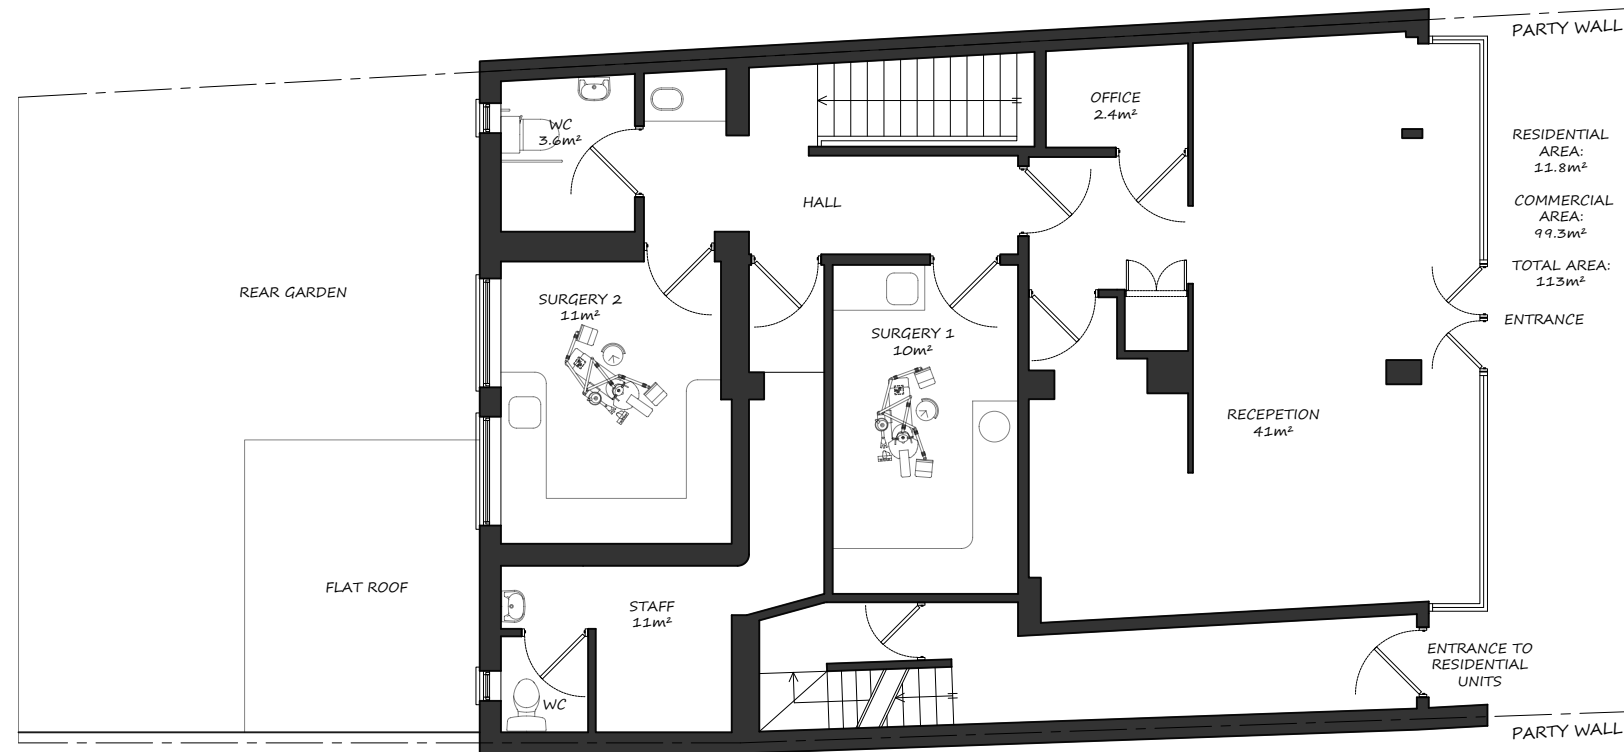 PARTY WALL
OFFICE
2.4m²
WC
3.6m²
RESIDENTIAL
AREA:
11.8m²
COMMERCIAL
AREA:
99.3m²
TOTAL AREA:
113m²
HALL
REAR GARDEN
SURGERY 2
11m²
SURGERY 1
10m²
ENTRANCE
RECEPETION
41m²
FLAT ROOF
STAFF
11m²
WC
ENTRANCE TO
RESIDENTIAL
UNITS
PARTY WALL